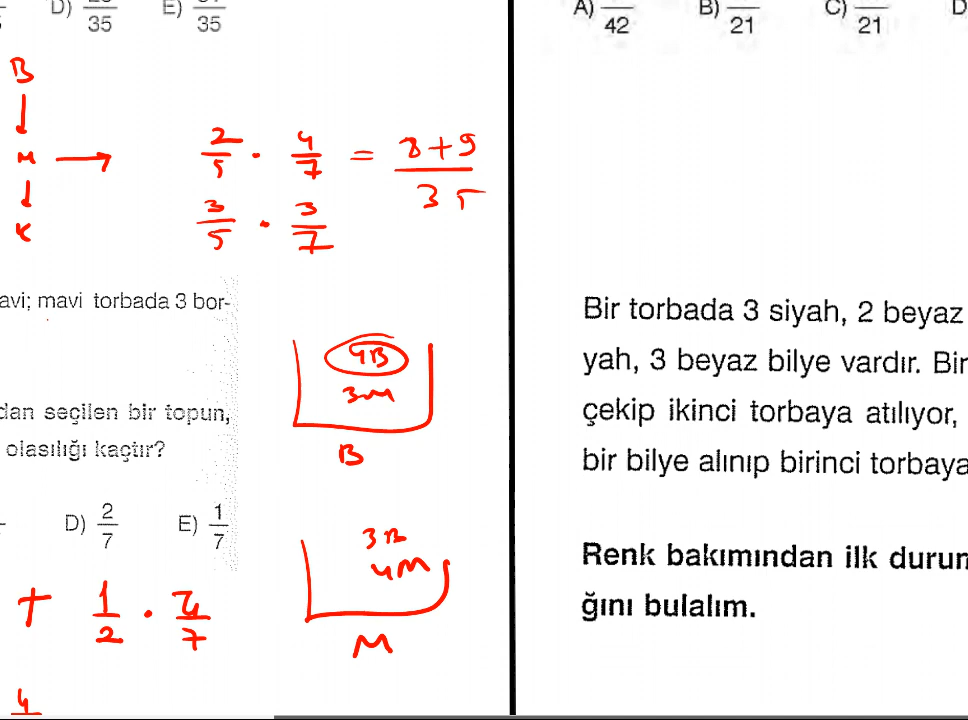 D) /35 E) /35
B
M → 2/5 · 4/7 = 8+9/35
K
3/5 · 3/7
avi; mavi torbada 3 bor-
4B
3M
B
dan seçilen bir topun,
olasılığı kaçtır?
D) 2/7 E) 1/7
3B
4M
M
+ 1/2 · 4/7
4
A) /42 B) /21 C) /21 D
Bir torbada 3 siyah, 2 beyaz
yah, 3 beyaz bilye vardır. Bir
çekip ikinci torbaya atılıyor,
bir bilye alınıp birinci torbaya
Renk bakımından ilk durum
ğını bulalım.